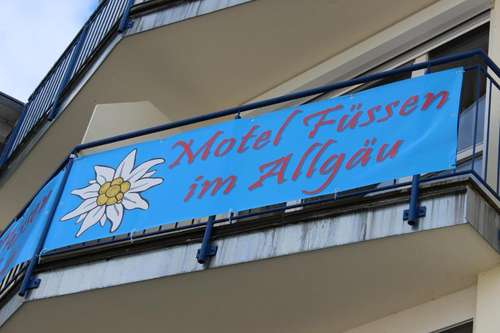 Motel Füssen
im Allgäu